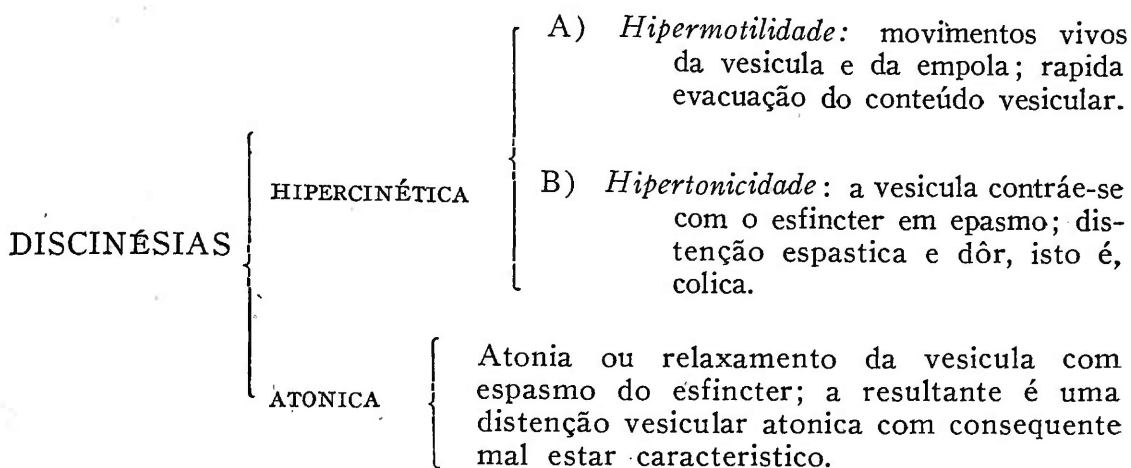 DISCINÉSIAS
HIPERCINÉTICA
A) Hipermotilidade: movimentos vivos
da vesicula e da empola; rapida
evacuação do conteúdo vesicular.
B) Hipertonicidade: a vesicula contráe-se
com o esfincter em epasmo; dis-
tenção espastica e dôr, isto é,
colica.
ATONICA
Atonia ou relaxamento da vesicula com
espasmo do esfincter; a resultante é uma
distenção vesicular atonica com consequente
mal estar caracteristico.